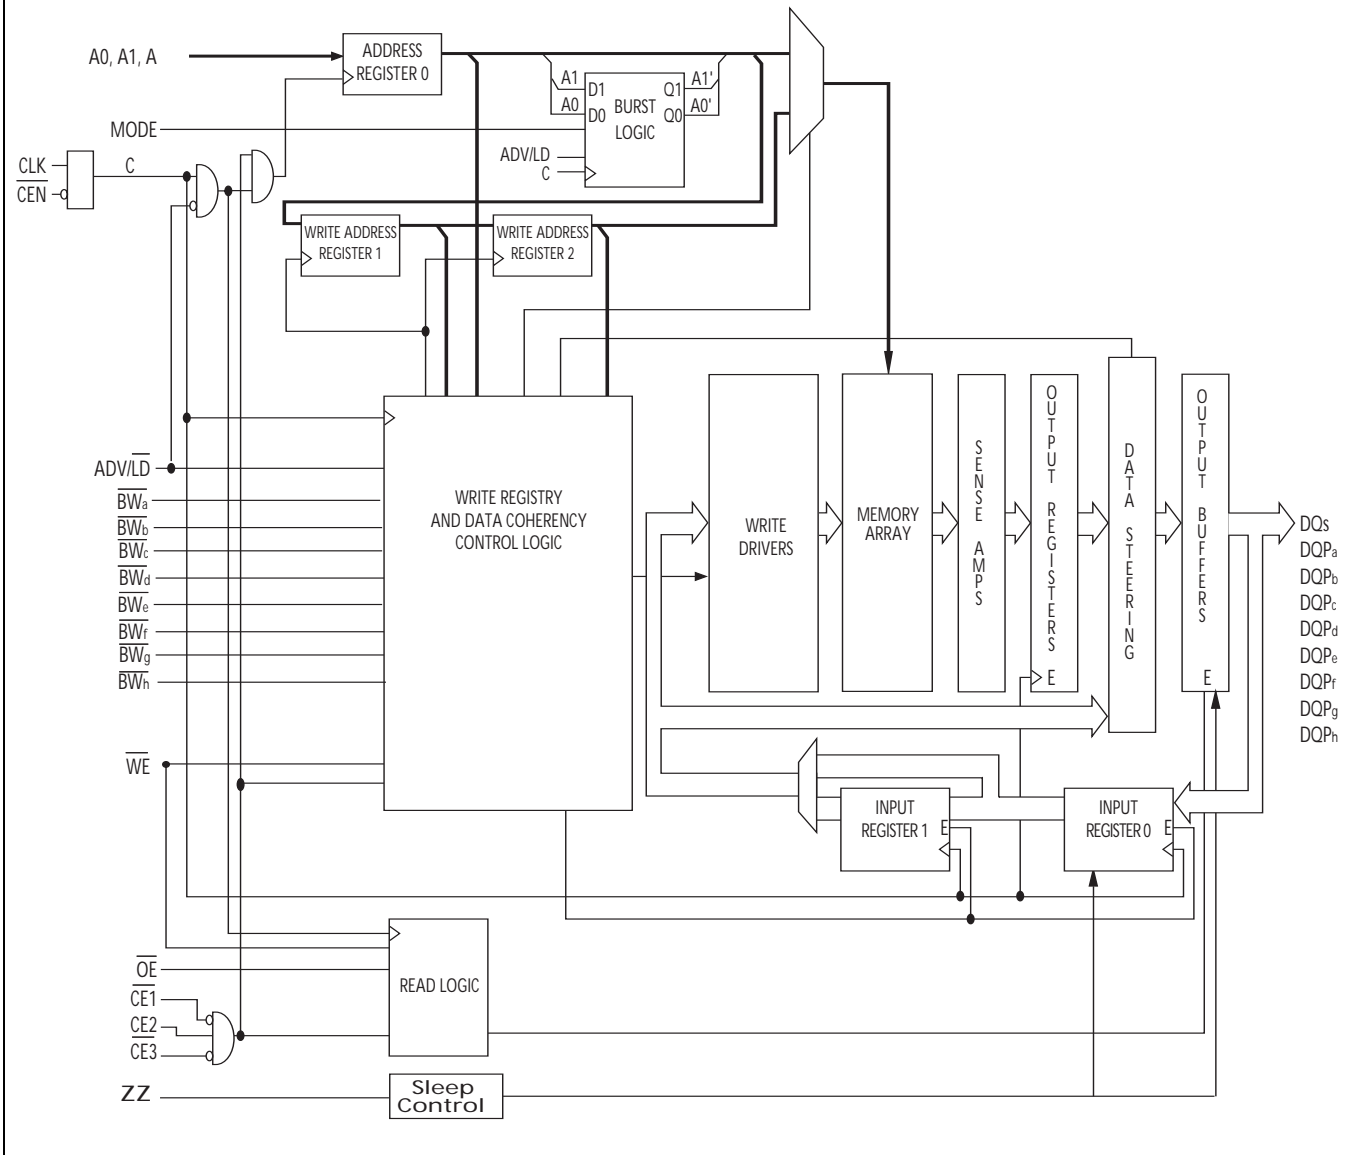 A0, A1, A
ADDRESS
REGISTER 0
MODE
A1
A0
D1
D0
BURST
LOGIC
Q1
Q0
A1'
A0'
ADV/LD
C
CLK
CEN
C
WRITE ADDRESS
REGISTER 1
WRITE ADDRESS
REGISTER 2
ADV/LD
BWa
BWb
BWc
BWd
BWe
BWf
BWg
BWh
WE
WRITE REGISTRY
AND DATA COHERENCY
CONTROL LOGIC
WRITE
DRIVERS
MEMORY
ARRAY
SENSE AMPS
OUTPUT REGISTERS
E
DATA STEERING
OUTPUT BUFFERS
E
DQs
DQPa
DQPb
DQPc
DQPd
DQPe
DQPf
DQPg
DQPh
INPUT
REGISTER 1
E
INPUT
REGISTER 0
E
OE
CE1
CE2
CE3
READ LOGIC
ZZ
Sleep
Control